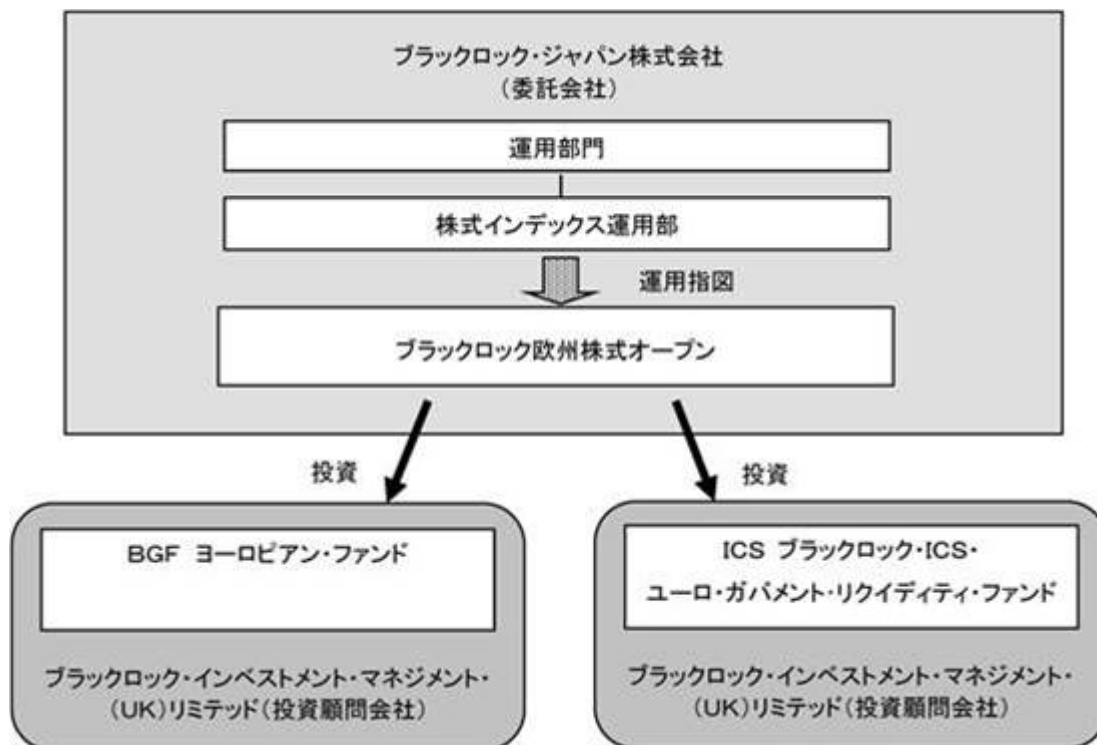 ブラックロック・ジャパン株式会社
(委託会社)
運用部門
株式インデックス運用部
運用指図
ブラックロック欧州株式オープン
投資
投資
BGF ヨーロピアン・ファンド
ICS ブラックロック・ICS・
ユーロ・ガバメント・リクイディティ・ファンド
ブラックロック・インベストメント・マネジメント・
(UK)リミテッド(投資顧問会社)
ブラックロック・インベストメント・マネジメント・
(UK)リミテッド(投資顧問会社)